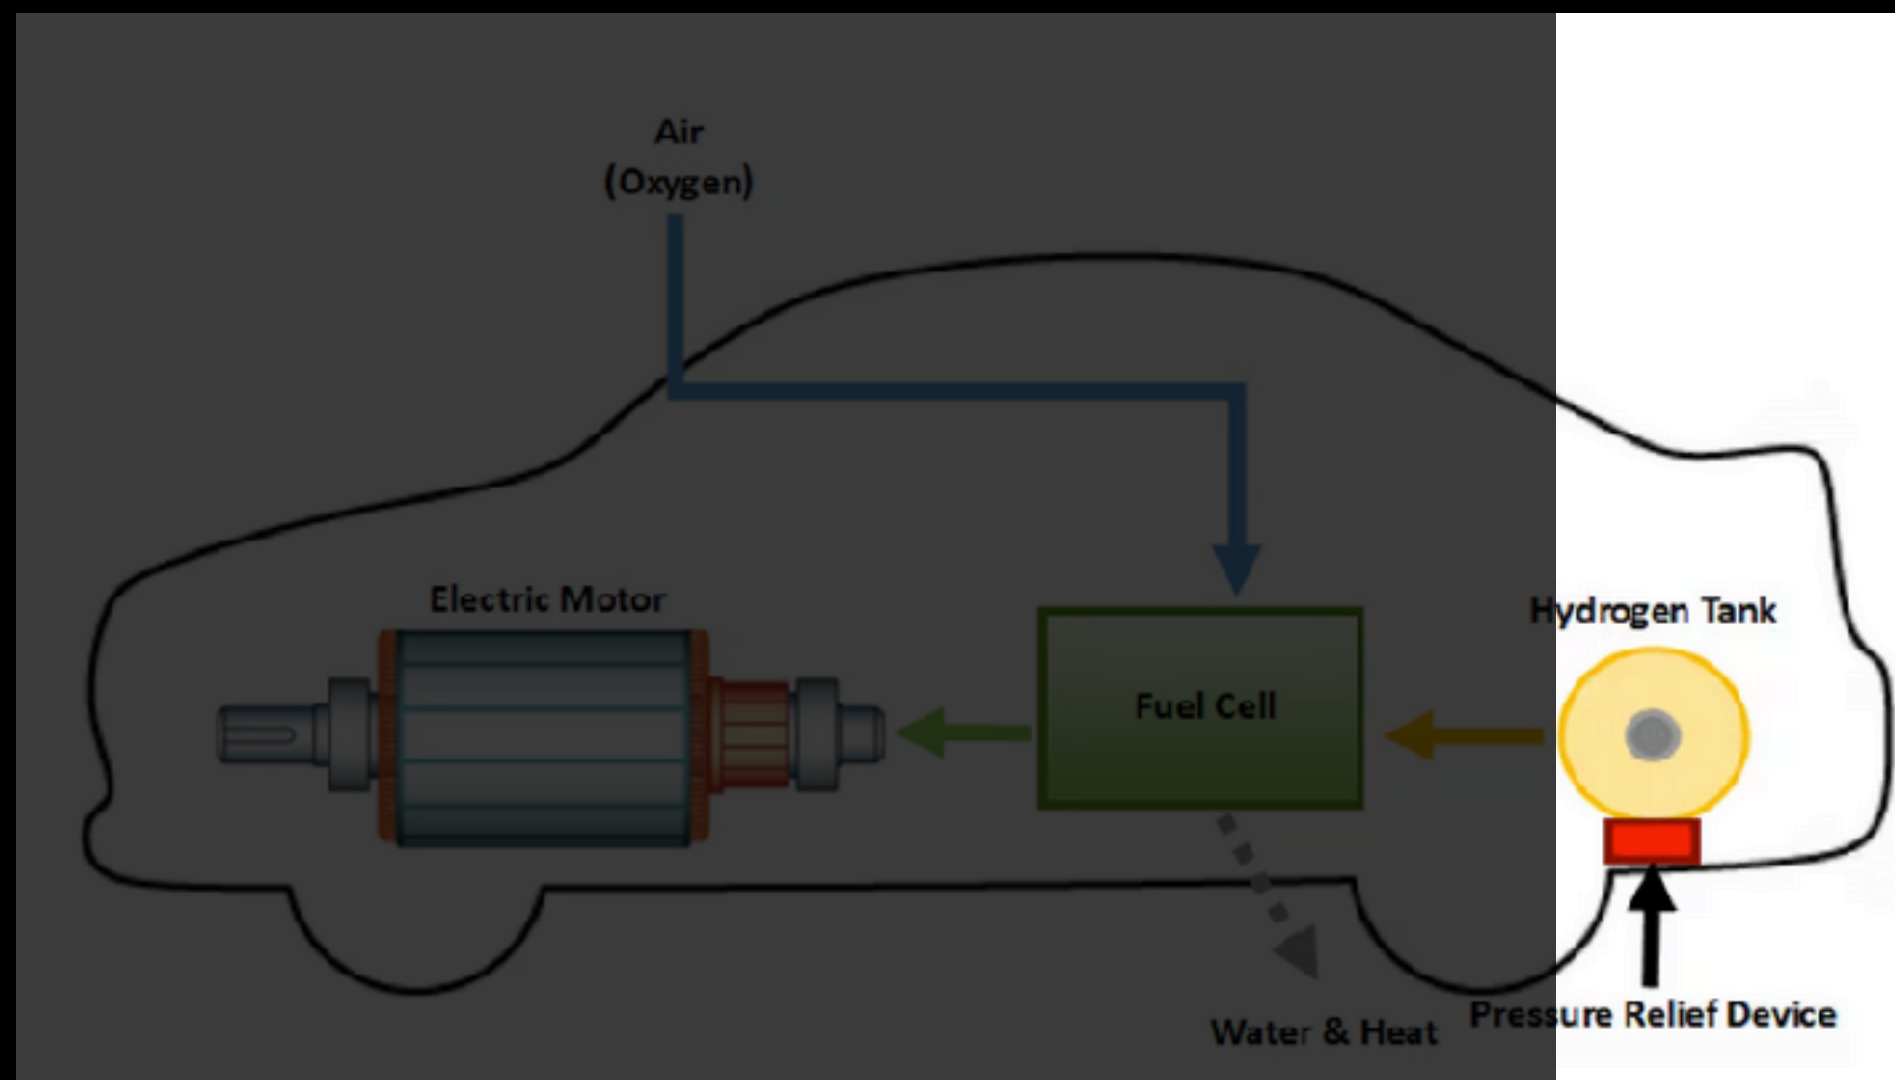 Air
(Oxygen)
Electric Motor
Hydrogen Tank
Fuel Cell
Pressure Relief Device
Water & Heat